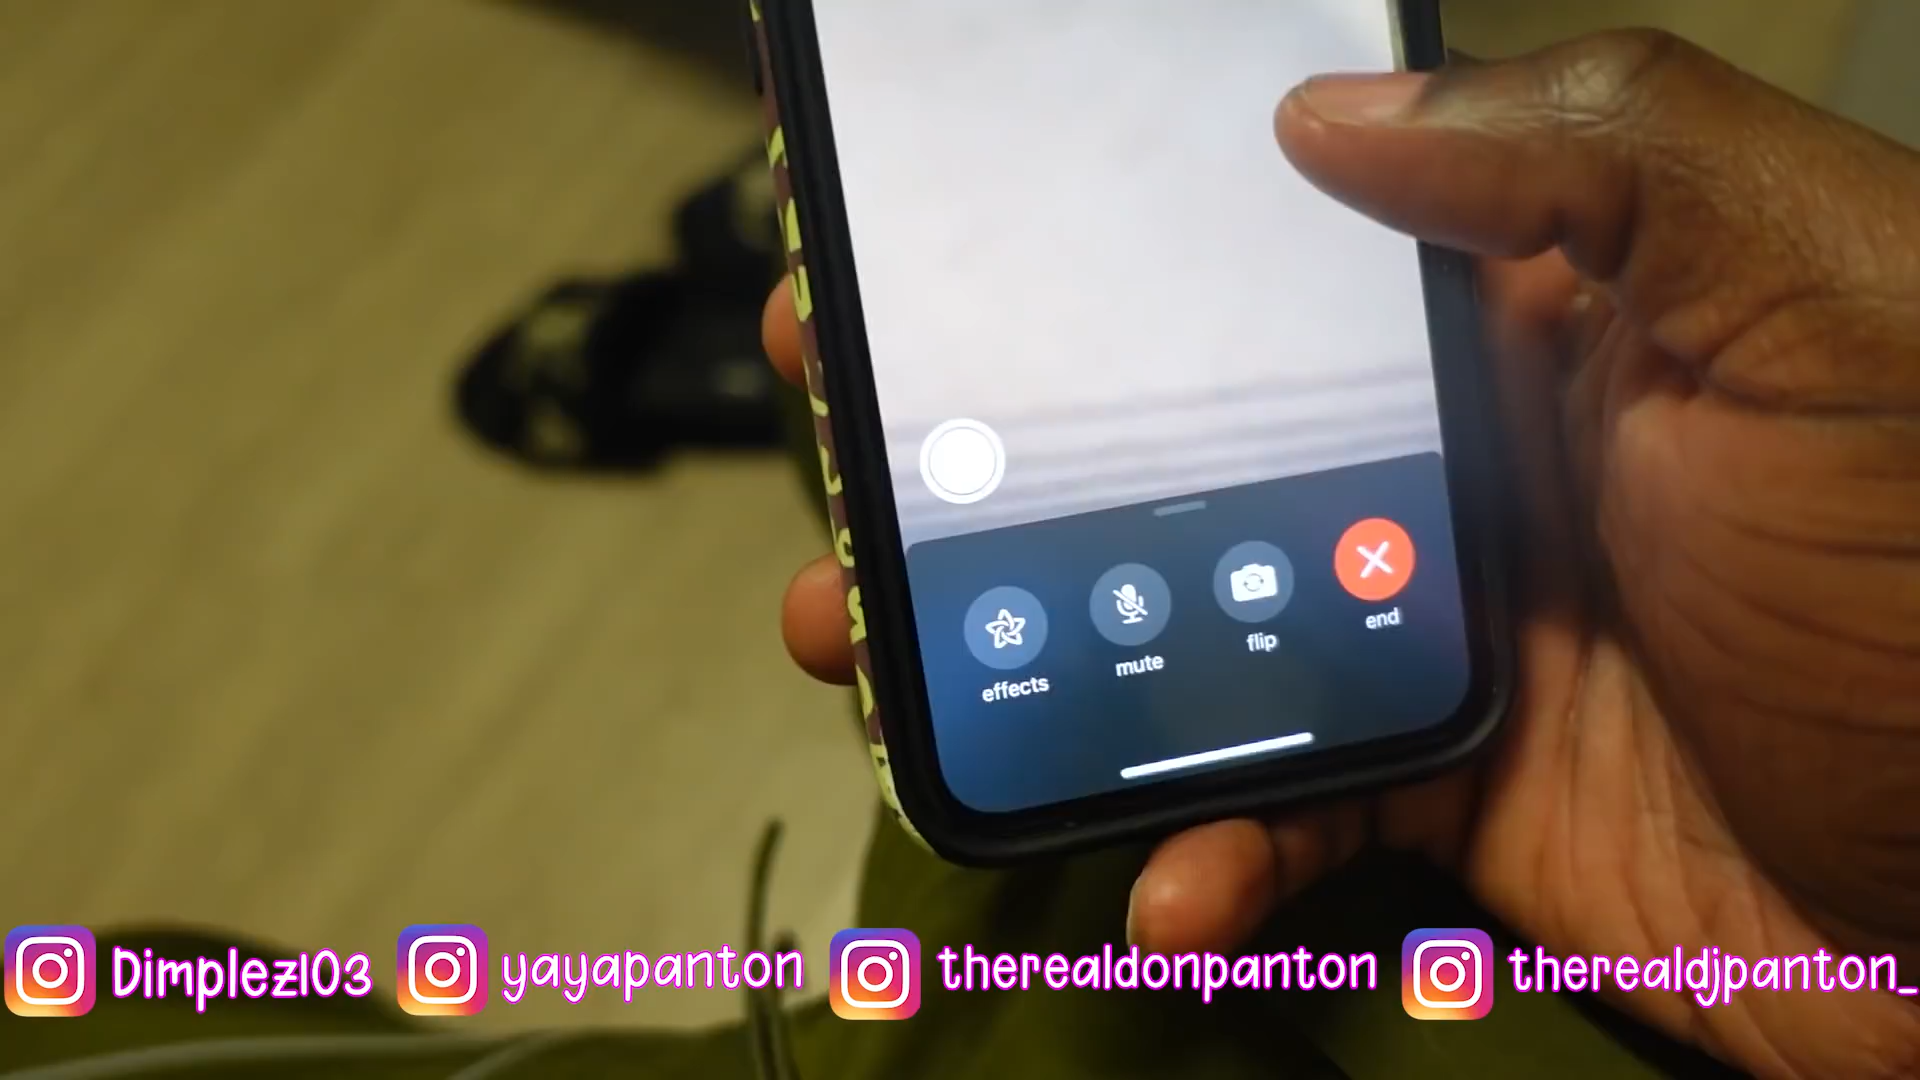 effects
mute
flip
end
Dimplez103 yayapanton therealdonpanton therealdjpanton_